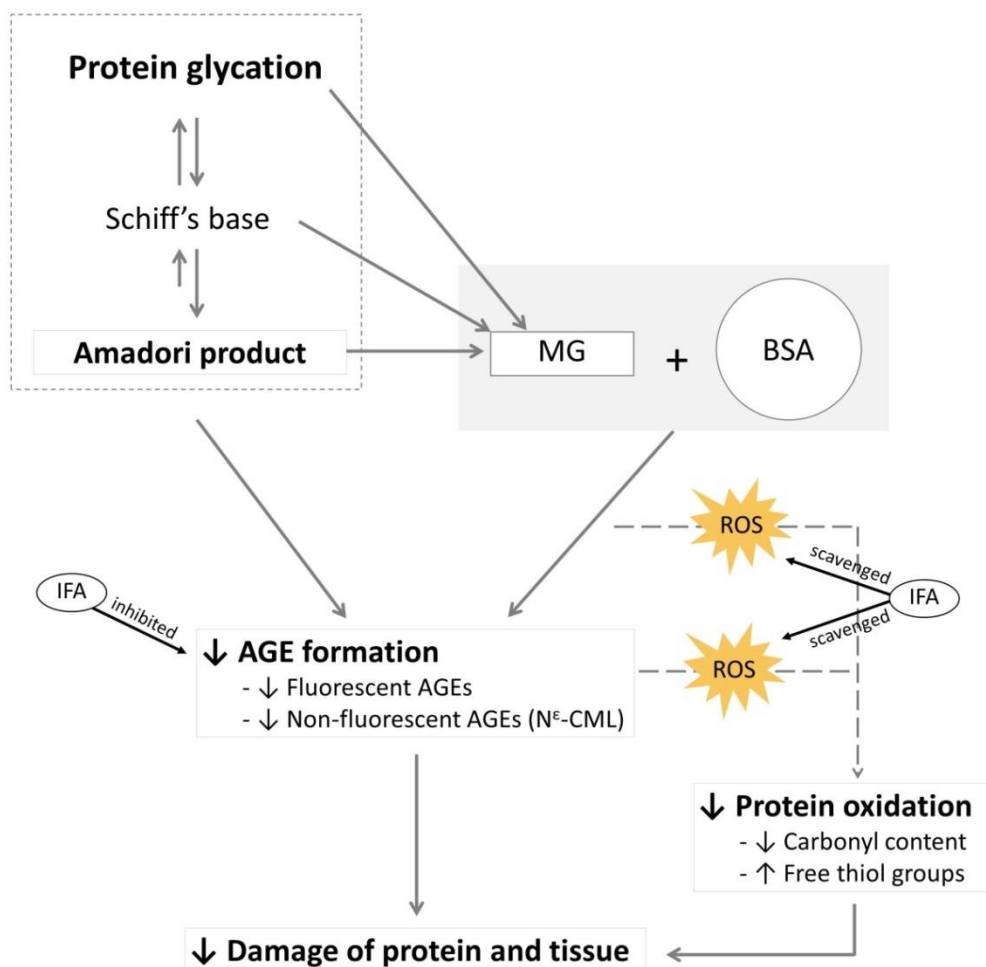 Protein glycation
Schiff's base
Amadori product
MG
+
BSA
ROS
scavenged
IFA
scavenged
ROS
IFA
inhibited
↓ AGE formation
- ↓ Fluorescent AGEs
- ↓ Non-fluorescent AGEs (Nᵋ-CML)
↓ Protein oxidation
- ↓ Carbonyl content
- ↑ Free thiol groups
↓ Damage of protein and tissue